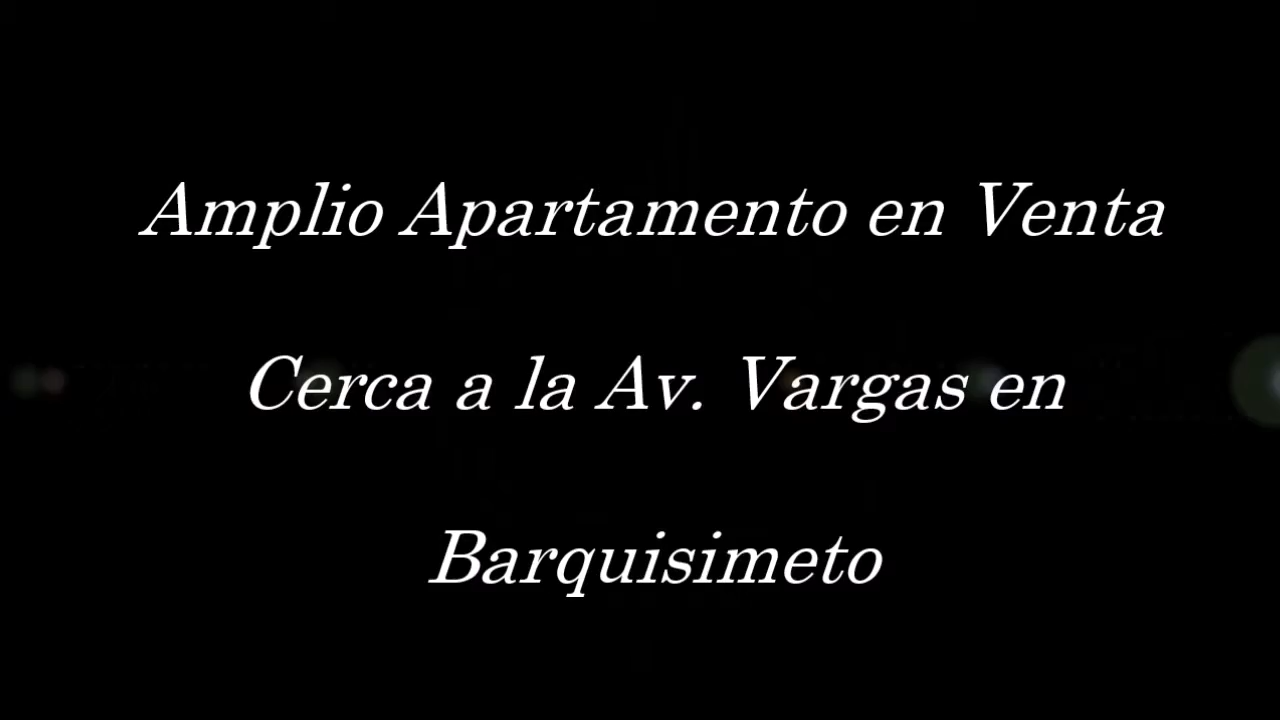 Amplio Apartamento en Venta
Cerca a la Av. Vargas en
Barquisimeto